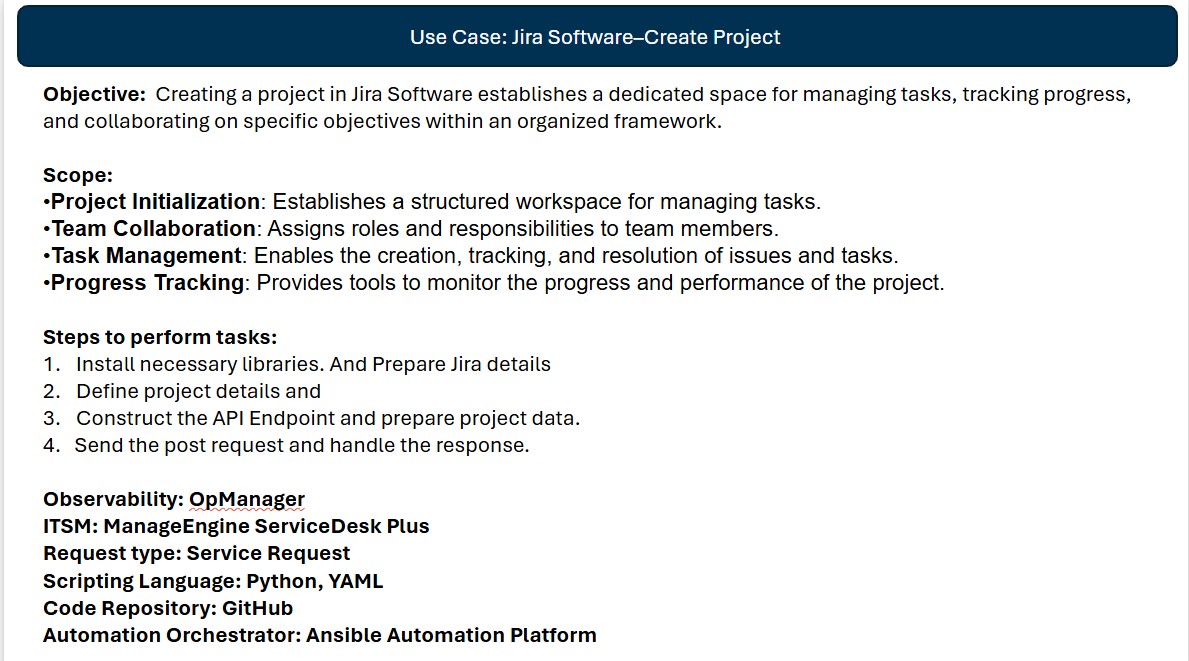 Use Case: Jira Software–Create Project
Objective:  Creating a project in Jira Software establishes a dedicated space for managing tasks, tracking progress,
and collaborating on specific objectives within an organized framework.
Scope:
•Project Initialization: Establishes a structured workspace for managing tasks.
•Team Collaboration: Assigns roles and responsibilities to team members.
•Task Management: Enables the creation, tracking, and resolution of issues and tasks.
•Progress Tracking: Provides tools to monitor the progress and performance of the project.
Steps to perform tasks:
1. Install necessary libraries. And Prepare Jira details
2. Define project details and
3. Construct the API Endpoint and prepare project data.
4. Send the post request and handle the response.
Observability: OpManager
ITSM: ManageEngine ServiceDesk Plus
Request type: Service Request
Scripting Language: Python, YAML
Code Repository: GitHub
Automation Orchestrator: Ansible Automation Platform